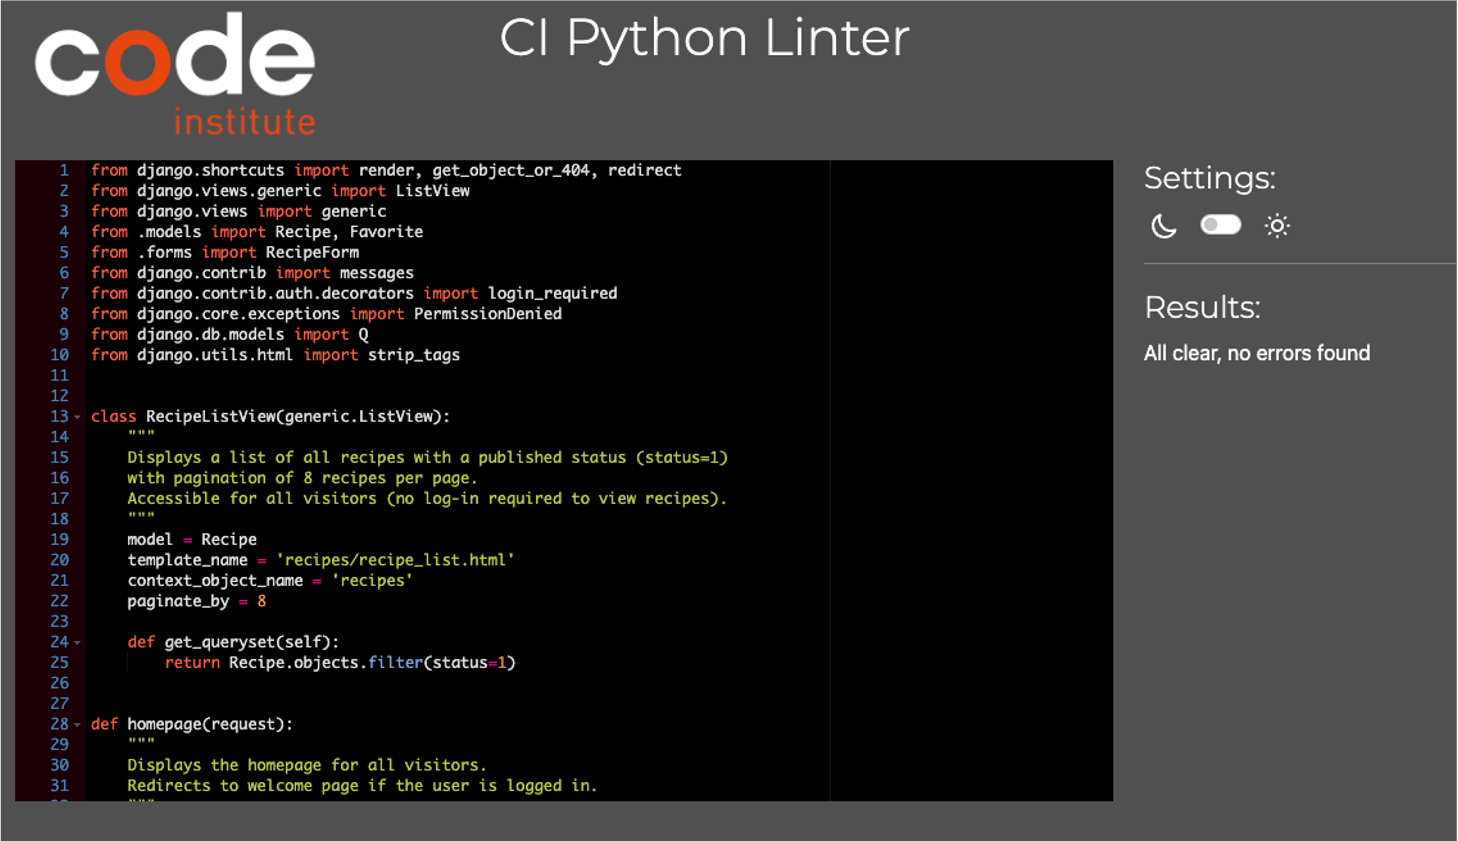 code
institute
CI Python Linter
1 from django.shortcuts import render, get_object_or_404, redirect
2 from django.views.generic import ListView
3 from django.views import generic
4 from .models import Recipe, Favorite
5 from .forms import RecipeForm
6 from django.contrib import messages
7 from django.contrib.auth.decorators import login_required
8 from django.core.exceptions import PermissionDenied
9 from django.db.models import Q
10 from django.utils.html import strip_tags
11
12
13 class RecipeListView(generic.ListView):
14     """
15     Displays a list of all recipes with a published status (status=1)
16     with pagination of 8 recipes per page.
17     Accessible for all visitors (no log-in required to view recipes).
18     """
19     model = Recipe
20     template_name = 'recipes/recipe_list.html'
21     context_object_name = 'recipes'
22     paginate_by = 8
23
24     def get_queryset(self):
25         return Recipe.objects.filter(status=1)
26
27
28 def homepage(request):
29     """
30     Displays the homepage for all visitors.
31     Redirects to welcome page if the user is logged in.
Settings:
Results:
All clear, no errors found